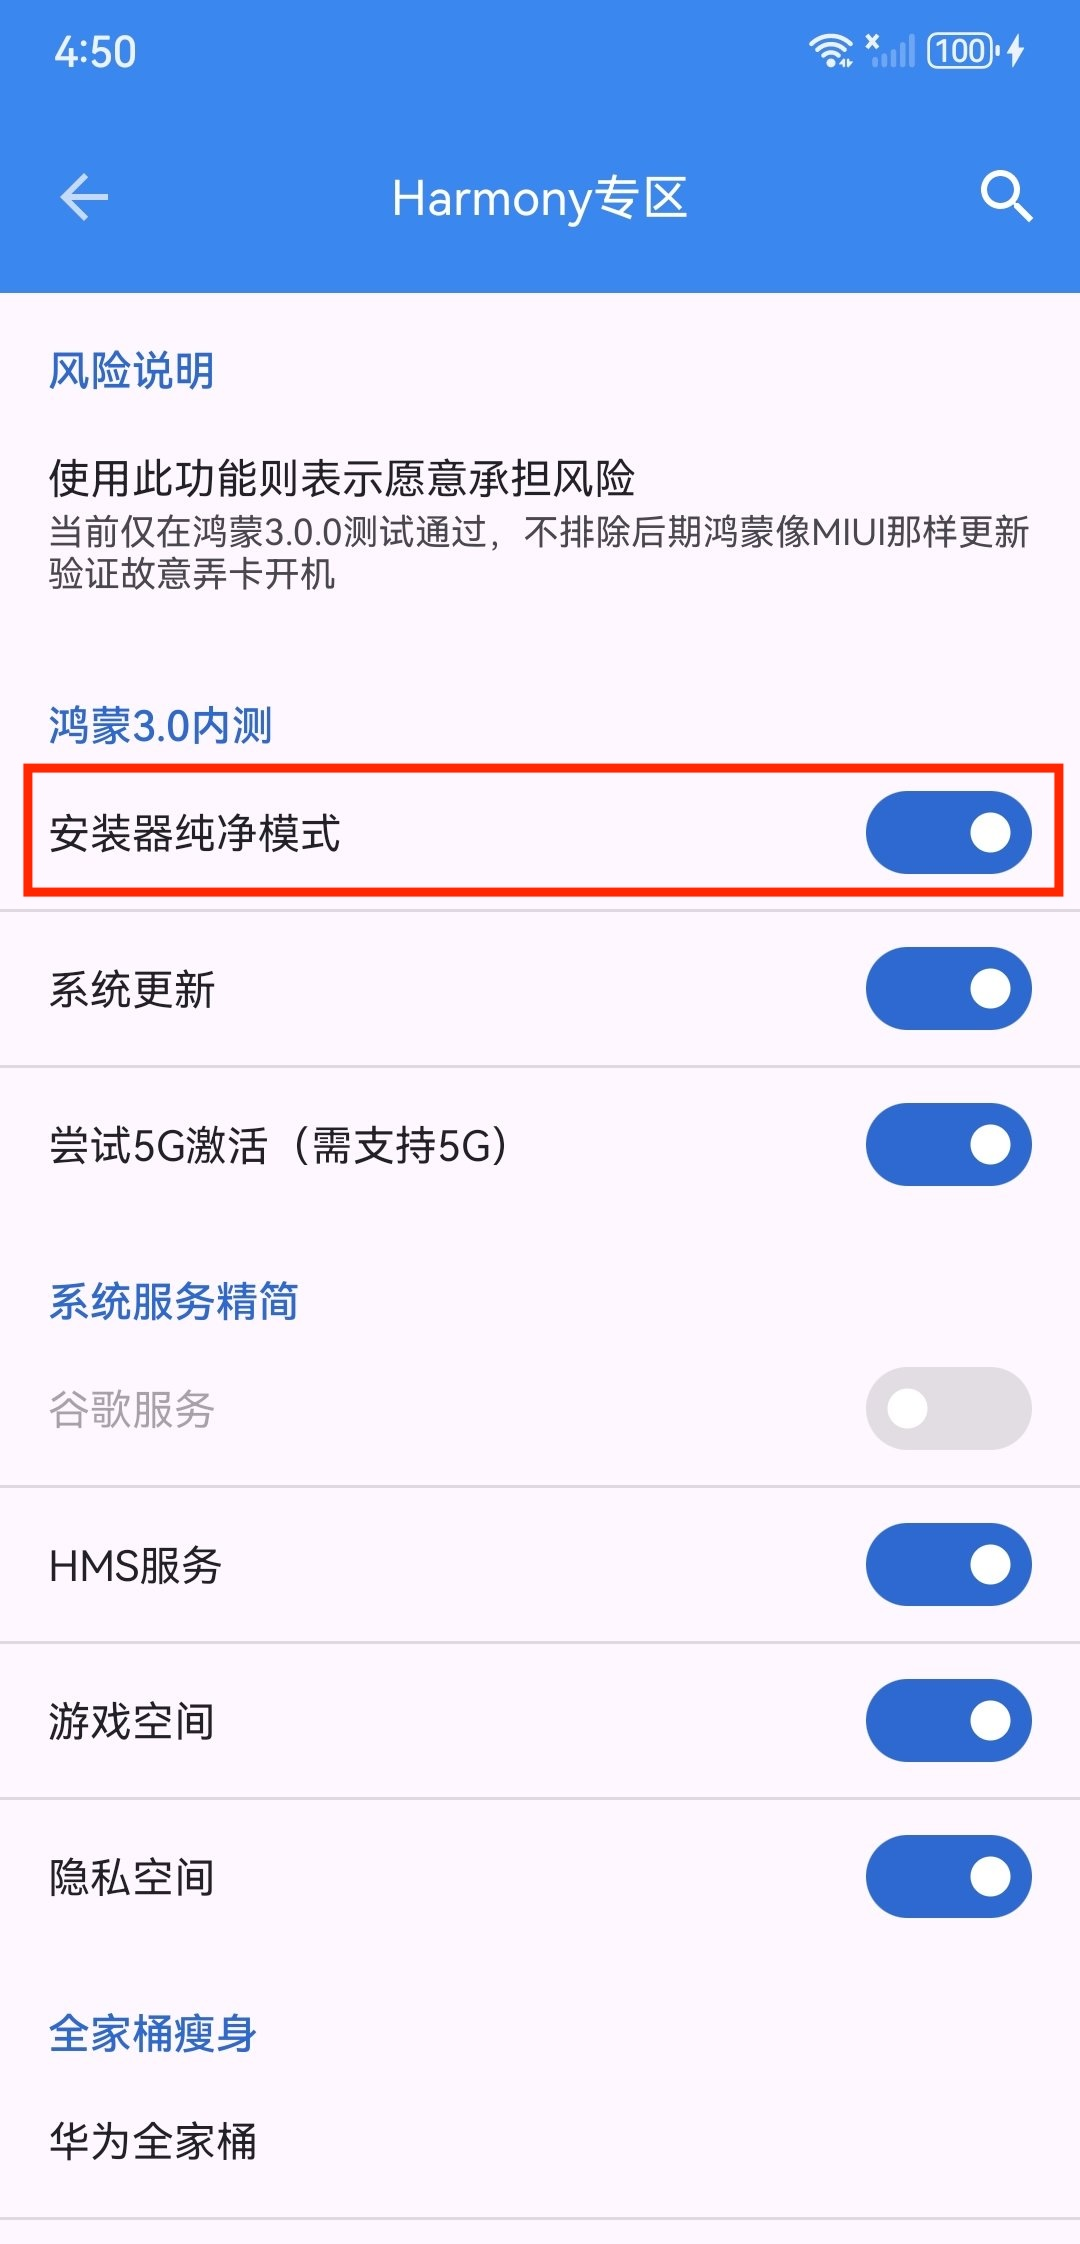 4:50
100
Harmony专区
风险说明
使用此功能则表示愿意承担风险
当前仅在鸿蒙3.0.0测试通过，不排除后期鸿蒙像MIUI那样更新
验证故意弄卡开机
鸿蒙3.0内测
安装器纯净模式
系统更新
尝试5G激活（需支持5G）
系统服务精简
谷歌服务
HMS服务
游戏空间
隐私空间
全家桶瘦身
华为全家桶